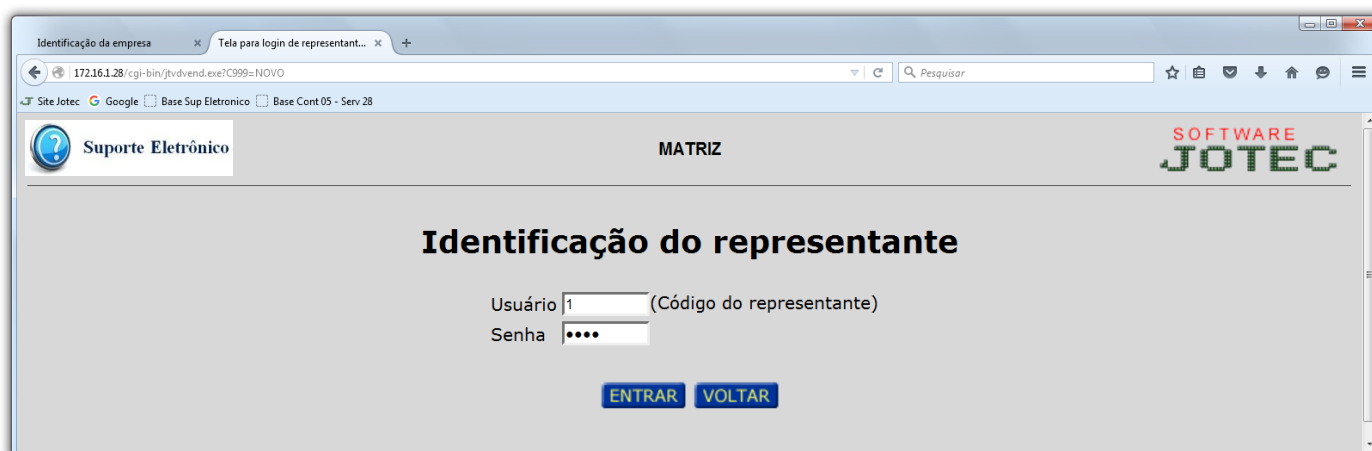 Identificação da empresa
Tela para login de representant...
172.16.1.28/cgi-bin/jtvdvend.exe?C999=NOVO
Pesquisar
Site Jotec
Google
Base Sup Eletronico
Base Cont 05 - Serv 28
Suporte Eletrônico
MATRIZ
SOFTWARE
JOTEC
Identificação do representante
Usuário 1 (Código do representante)
Senha ••••
ENTRAR
VOLTAR